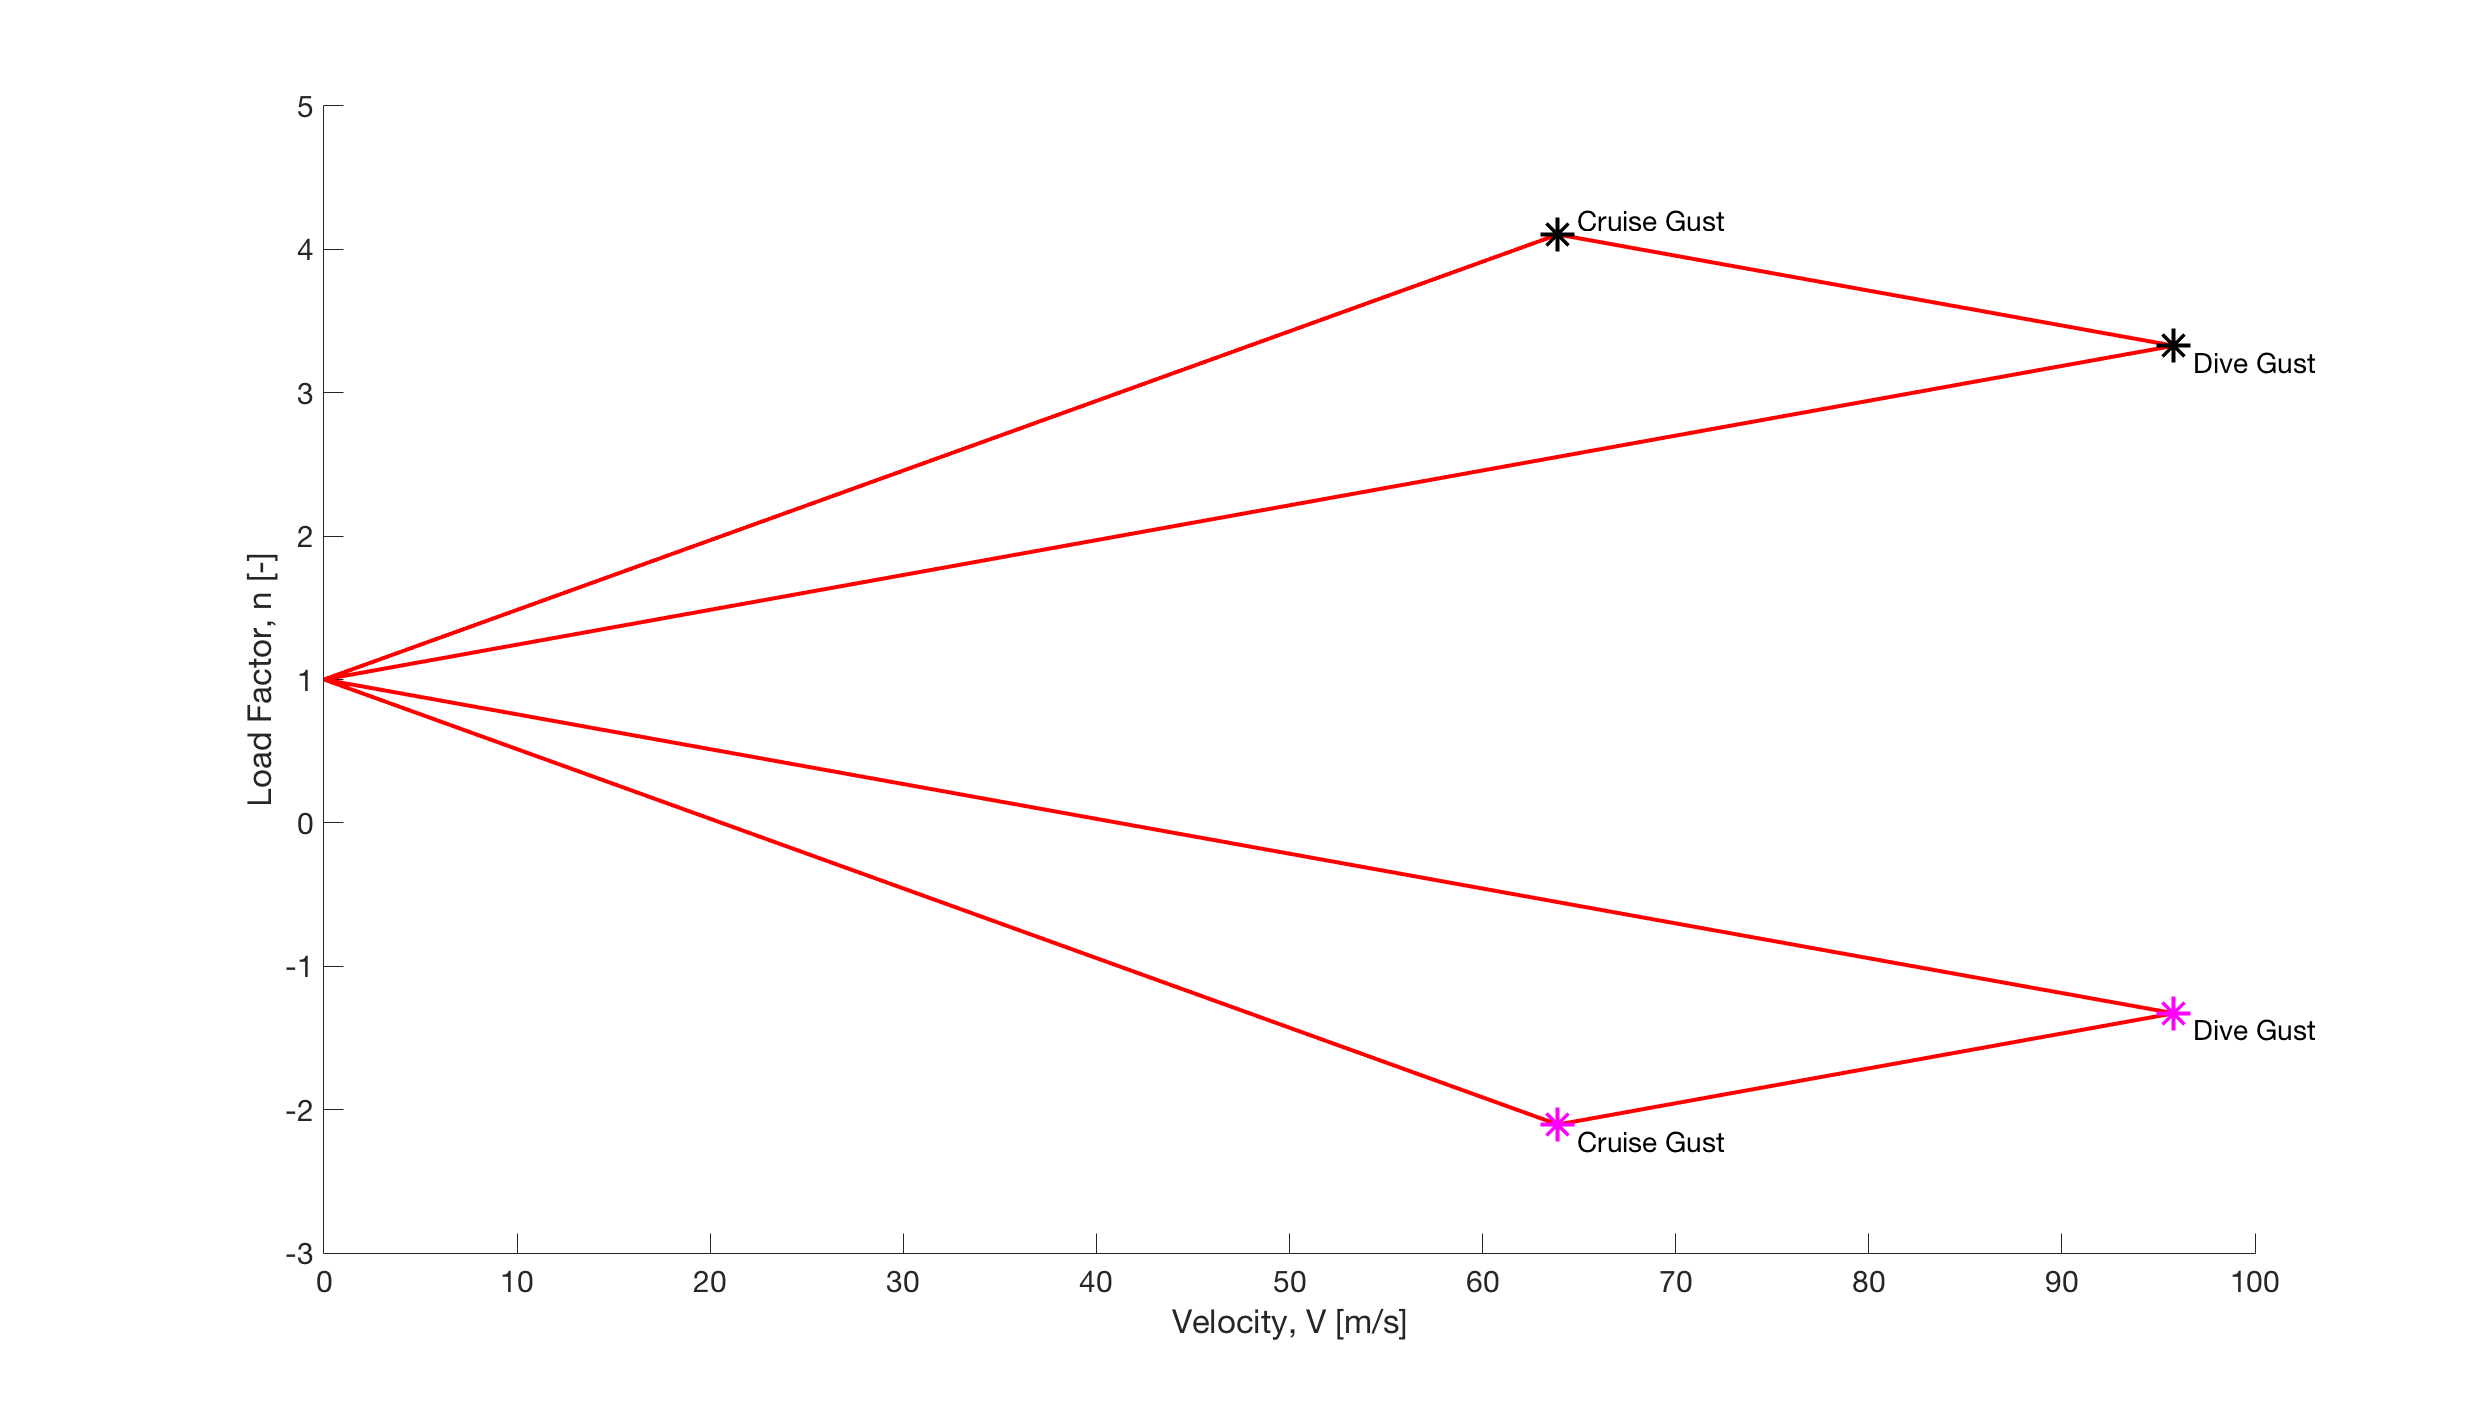 5
Cruise Gust
4
Dive Gust
3
2
Load Factor, n [-]
1
0
-1
Dive Gust
-2
Cruise Gust
-3
0 10 20 30 40 50 60 70 80 90 100
Velocity, V [m/s]